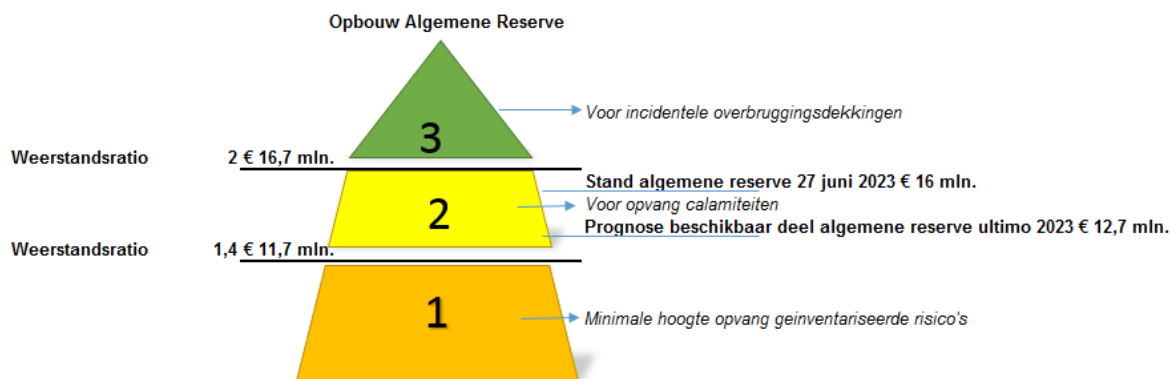 Opbouw Algemene Reserve
Voor incidentele overbruggingsdekkingen
3
Weerstandsratio 2 € 16,7 mln.
Stand algemene reserve 27 juni 2023 € 16 mln.
Voor opvang calamiteiten
2
Prognose beschikbaar deel algemene reserve ultimo 2023 € 12,7 mln.
Weerstandsratio 1,4 € 11,7 mln.
1
Minimale hoogte opvang geinventariseerde risico's